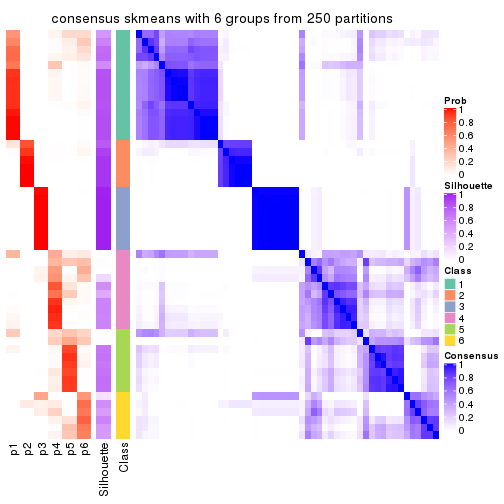 consensus skmeans with 6 groups from 250 partitions
Prob
1
0.8
0.6
0.4
0.2
0
Silhouette
1
0.8
0.6
0.4
0.2
0
Class
1
2
3
4
5
6
Consensus
1
0.8
0.6
0.4
0.2
0
p1
p2
p3
p4
p5
p6
Silhouette
Class